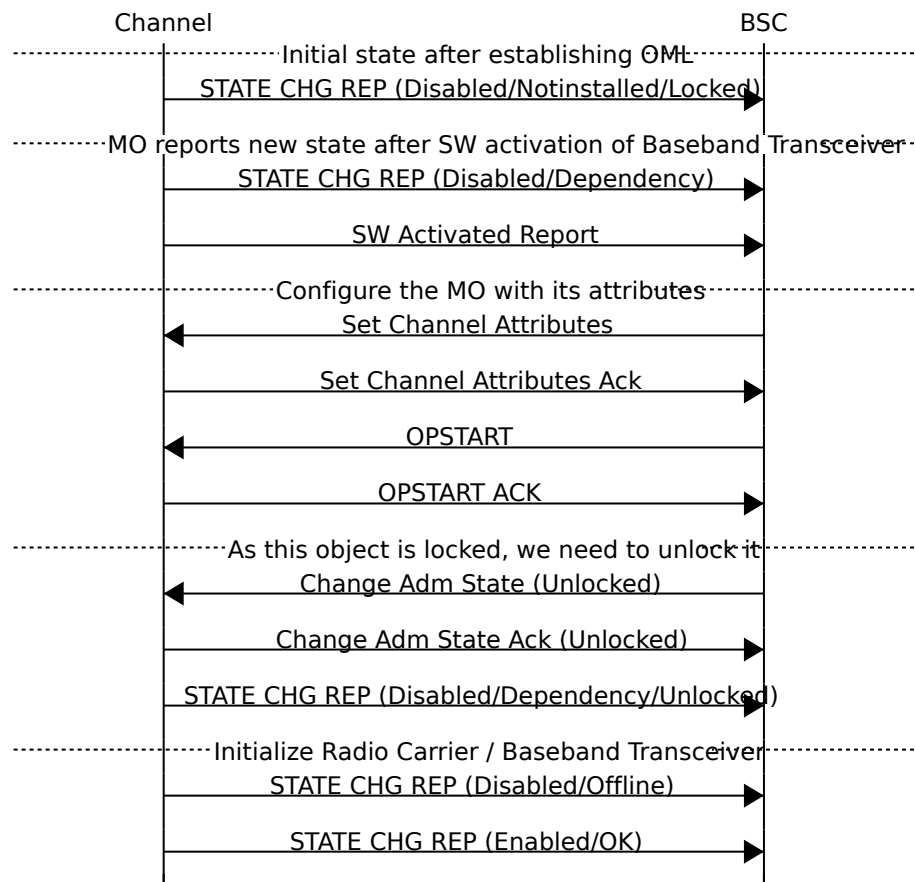 Channel BSC
Initial state after establishing OML
STATE CHG REP (Disabled/Notinstalled/Locked)
MO reports new state after SW activation of Baseband Transceiver
STATE CHG REP (Disabled/Dependency)
SW Activated Report
Configure the MO with its attributes
Set Channel Attributes
Set Channel Attributes Ack
OPSTART
OPSTART ACK
As this object is locked, we need to unlock it
Change Adm State (Unlocked)
Change Adm State Ack (Unlocked)
STATE CHG REP (Disabled/Dependency/Unlocked)
Initialize Radio Carrier / Baseband Transceiver
STATE CHG REP (Disabled/Offline)
STATE CHG REP (Enabled/OK)